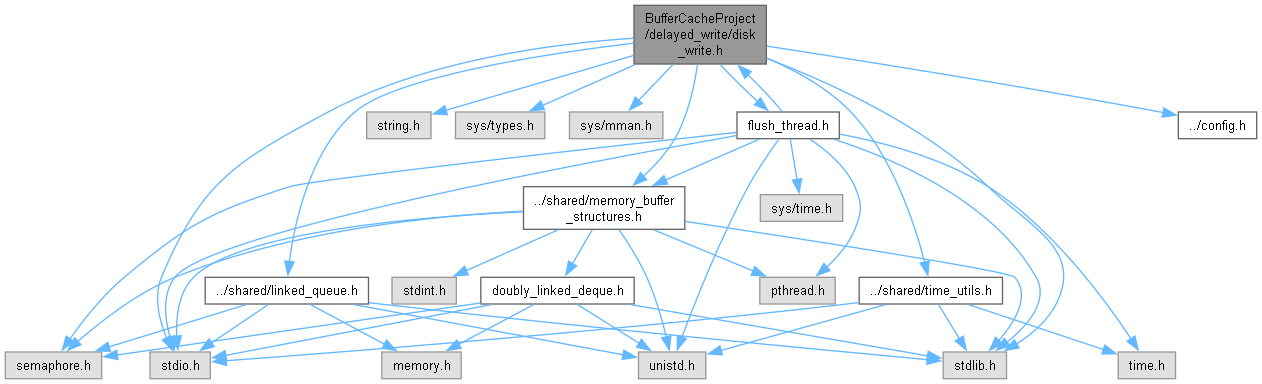 BufferCacheProject
/delayed_write/disk
_write.h
string.h
sys/types.h
sys/mman.h
flush_thread.h
../config.h
../shared/memory_buffer
_structures.h
sys/time.h
../shared/linked_queue.h
stdint.h
doubly_linked_deque.h
pthread.h
../shared/time_utils.h
semaphore.h
stdio.h
memory.h
unistd.h
stdlib.h
time.h